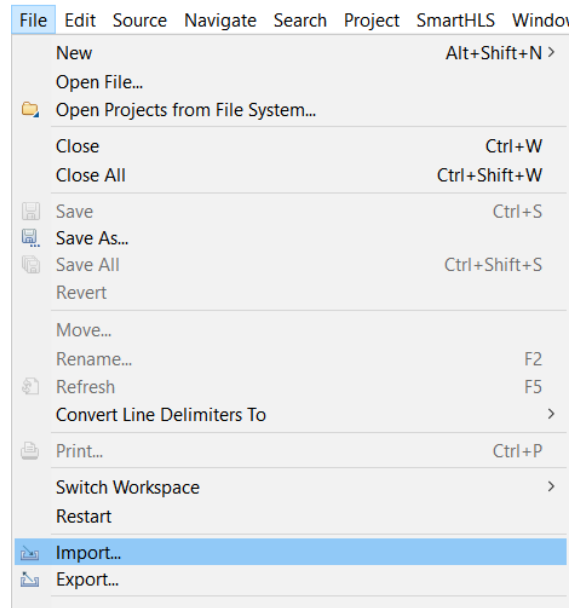 File Edit Source Navigate Search Project SmartHLS Window
New Alt+Shift+N >
Open File...
Open Projects from File System...
Close Ctrl+W
Close All Ctrl+Shift+W
Save Ctrl+S
Save As...
Save All Ctrl+Shift+S
Revert
Move...
Rename... F2
Refresh F5
Convert Line Delimiters To >
Print... Ctrl+P
Switch Workspace >
Restart
Import...
Export...